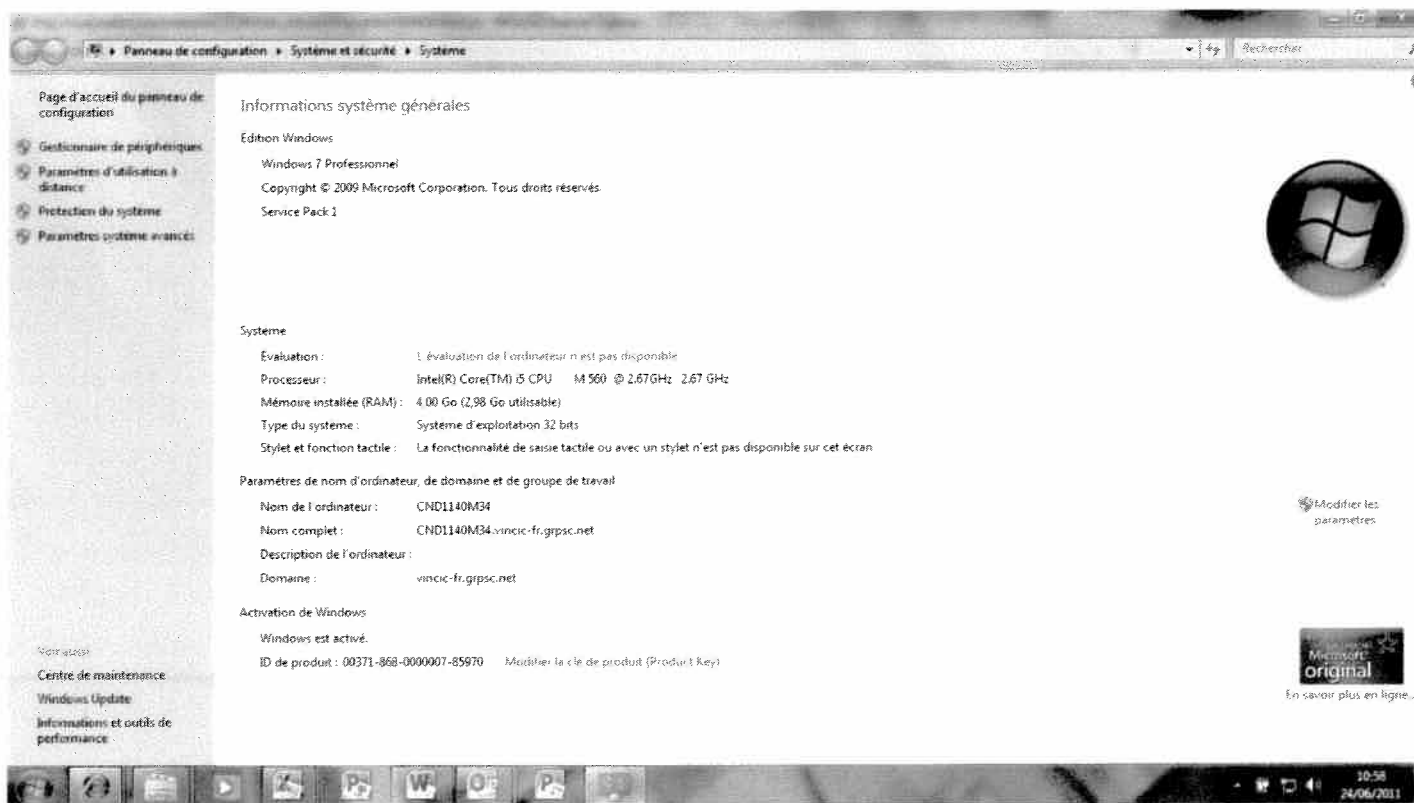 Panneau de configuration ▸ Système et sécurité ▸ Système
Rechercher
Page d'accueil du panneau de
configuration
Gestionnaire de périphériques
Paramètres d'utilisation à
distance
Protection du système
Paramètres système avancés
Informations système générales
Edition Windows
Windows 7 Professionnel
Copyright © 2009 Microsoft Corporation. Tous droits réservés.
Service Pack 1
Système
Évaluation : L'évaluation de l'ordinateur n'est pas disponible
Processeur : Intel(R) Core(TM) i5 CPU M 560 @ 2.67GHz 2.67 GHz
Mémoire installée (RAM) : 4,00 Go (2,98 Go utilisable)
Type du système : Système d'exploitation 32 bits
Stylet et fonction tactile : La fonctionnalité de saisie tactile ou avec un stylet n'est pas disponible sur cet écran
Paramètres de nom d'ordinateur, de domaine et de groupe de travail
Nom de l'ordinateur : CND1140M34
Modifier les
paramètres
Nom complet : CND1140M34.vincic-fr.grpsc.net
Description de l'ordinateur :
Domaine : vincic-fr.grpsc.net
Activation de Windows
Windows est activé.
ID de produit : 00371-868-0000007-85970 Modifier la clé de produit (Product Key)
Microsoft
original
En savoir plus en ligne...
Voir aussi
Centre de maintenance
Windows Update
Informations et outils de
performance
10:58
24/06/2011